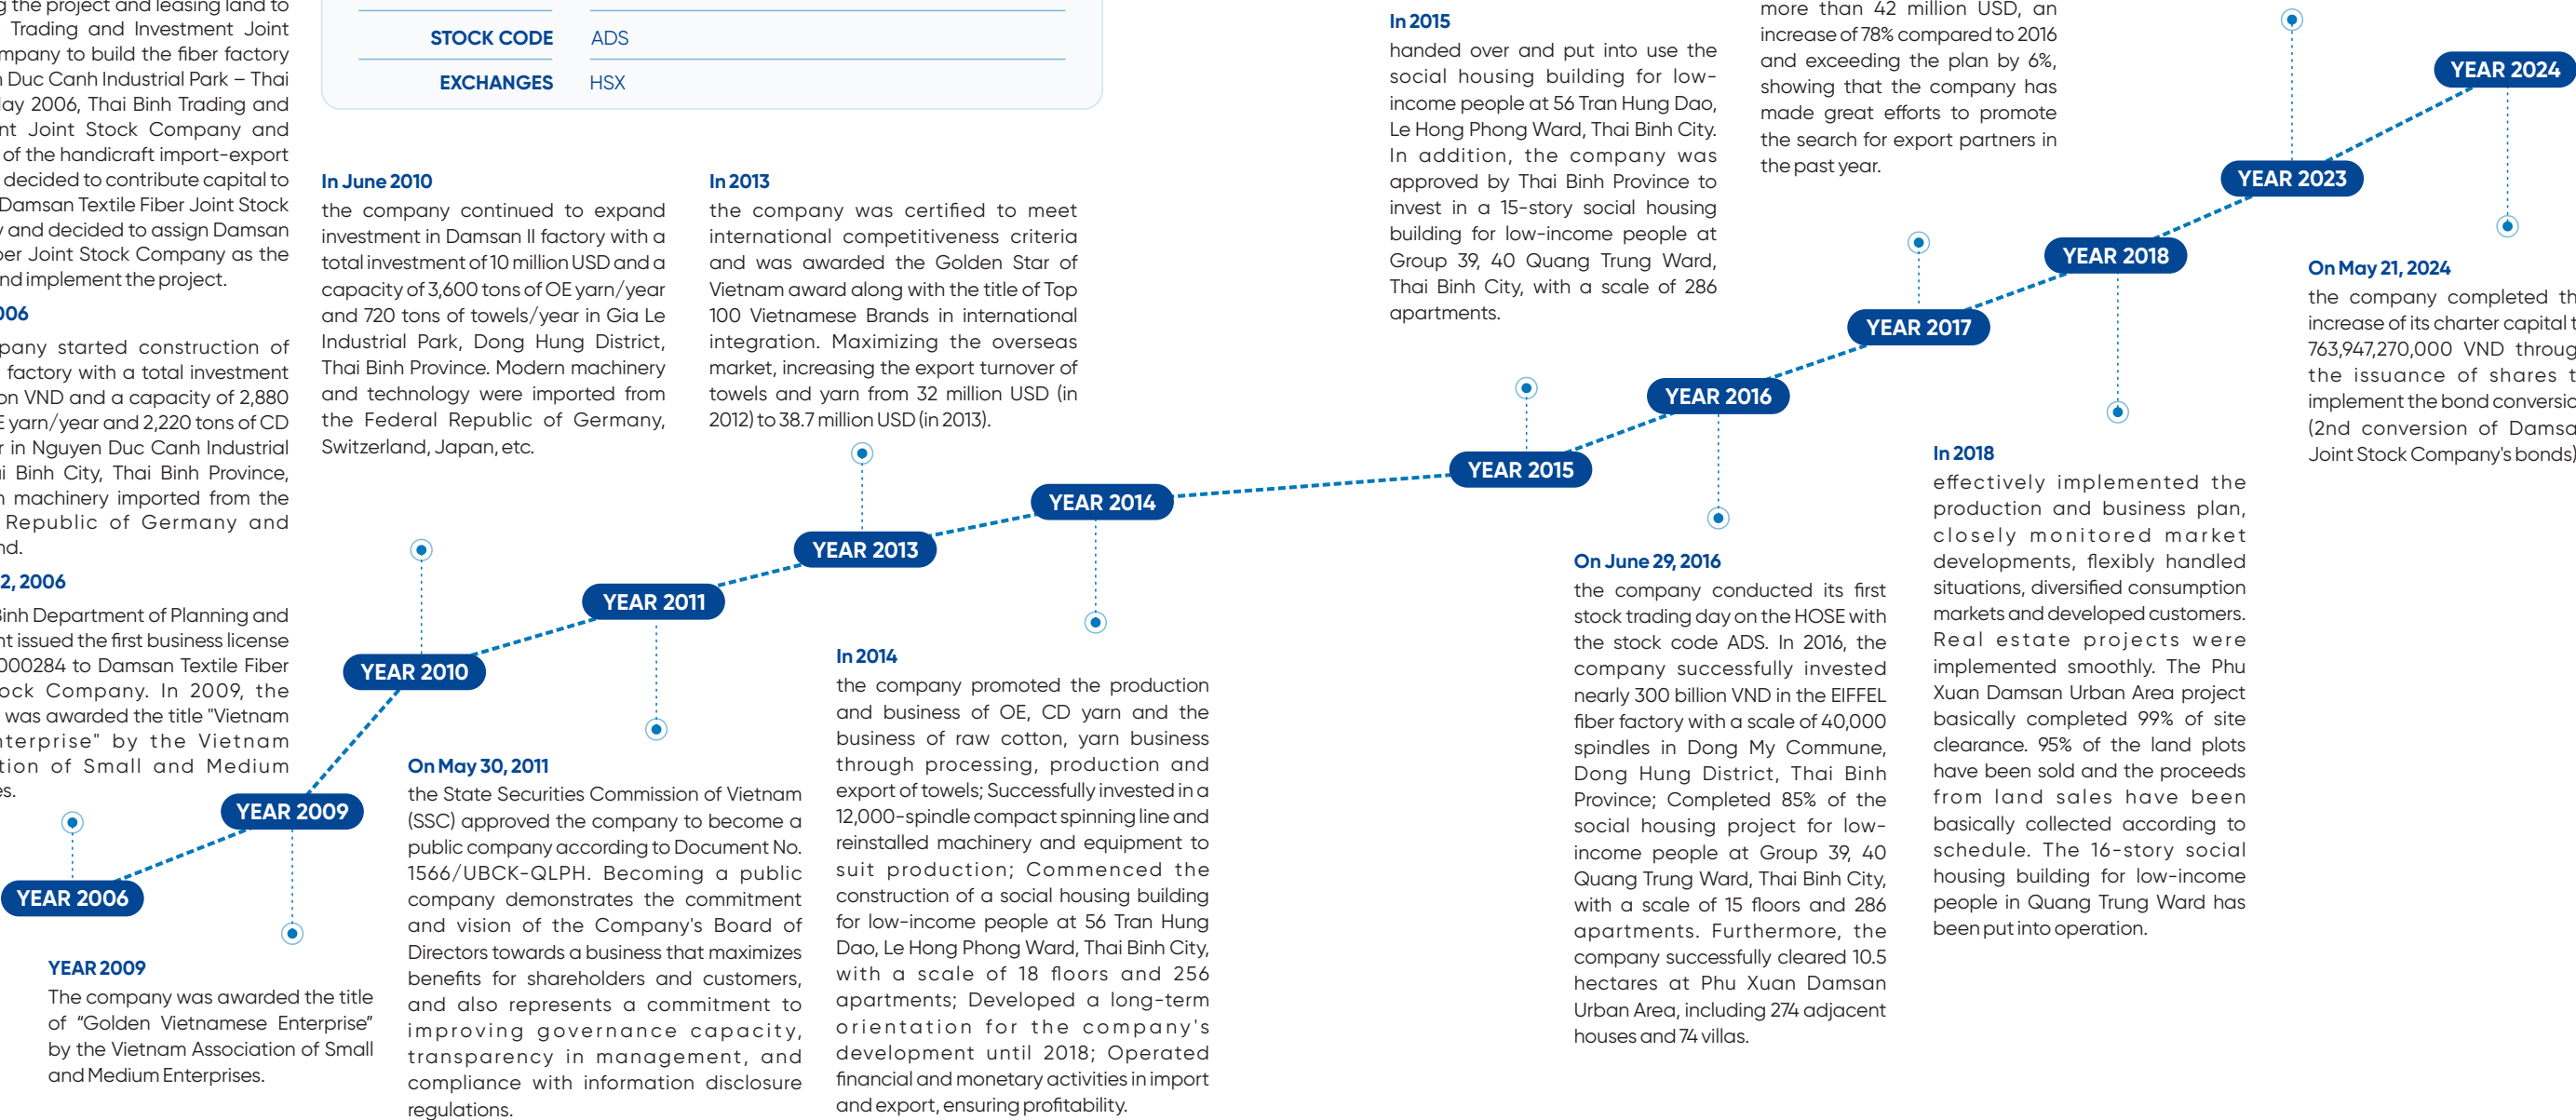 g the project and leasing land to
Trading and Investment Joint
mpany to build the fiber factory
n Duc Canh Industrial Park – Thai
ay 2006, Thai Binh Trading and
nt Joint Stock Company and
of the handicraft import-export
decided to contribute capital to
Damsan Textile Fiber Joint Stock
y and decided to assign Damsan
ber Joint Stock Company as the
nd implement the project.
006
pany started construction of
factory with a total investment
on VND and a capacity of 2,880
E yarn/year and 2,220 tons of CD
r in Nguyen Duc Canh Industrial
ai Binh City, Thai Binh Province,
n machinery imported from the
Republic of Germany and
nd.
2, 2006
Binh Department of Planning and
nt issued the first business license
000284 to Damsan Textile Fiber
ock Company. In 2009, the
was awarded the title "Vietnam
nterprise" by the Vietnam
tion of Small and Medium
es.
STOCK CODE ADS
EXCHANGES HSX
In June 2010
the company continued to expand
investment in Damsan II factory with a
total investment of 10 million USD and a
capacity of 3,600 tons of OE yarn/year
and 720 tons of towels/year in Gia Le
Industrial Park, Dong Hung District,
Thai Binh Province. Modern machinery
and technology were imported from
the Federal Republic of Germany,
Switzerland, Japan, etc.
In 2013
the company was certified to meet
international competitiveness criteria
and was awarded the Golden Star of
Vietnam award along with the title of Top
100 Vietnamese Brands in international
integration. Maximizing the overseas
market, increasing the export turnover of
towels and yarn from 32 million USD (in
2012) to 38.7 million USD (in 2013).
In 2015
handed over and put into use the
social housing building for low-
income people at 56 Tran Hung Dao,
Le Hong Phong Ward, Thai Binh City.
In addition, the company was
approved by Thai Binh Province to
invest in a 15-story social housing
building for low-income people at
Group 39, 40 Quang Trung Ward,
Thai Binh City, with a scale of 286
apartments.
more than 42 million USD, an
increase of 78% compared to 2016
and exceeding the plan by 6%,
showing that the company has
made great efforts to promote
the search for export partners in
the past year.
YEAR 2006
YEAR 2009
YEAR 2010
YEAR 2011
YEAR 2013
YEAR 2014
YEAR 2015
YEAR 2016
YEAR 2017
YEAR 2018
YEAR 2023
YEAR 2024
YEAR 2009
The company was awarded the title
of “Golden Vietnamese Enterprise”
by the Vietnam Association of Small
and Medium Enterprises.
On May 30, 2011
the State Securities Commission of Vietnam
(SSC) approved the company to become a
public company according to Document No.
1566/UBCK-QLPH. Becoming a public
company demonstrates the commitment
and vision of the Company's Board of
Directors towards a business that maximizes
benefits for shareholders and customers,
and also represents a commitment to
improving governance capacity,
transparency in management, and
compliance with information disclosure
regulations.
In 2014
the company promoted the production
and business of OE, CD yarn and the
business of raw cotton, yarn business
through processing, production and
export of towels; Successfully invested in a
12,000-spindle compact spinning line and
reinstalled machinery and equipment to
suit production; Commenced the
construction of a social housing building
for low-income people at 56 Tran Hung
Dao, Le Hong Phong Ward, Thai Binh City,
with a scale of 18 floors and 256
apartments; Developed a long-term
orientation for the company's
development until 2018; Operated
financial and monetary activities in import
and export, ensuring profitability.
On June 29, 2016
the company conducted its first
stock trading day on the HOSE with
the stock code ADS. In 2016, the
company successfully invested
nearly 300 billion VND in the EIFFEL
fiber factory with a scale of 40,000
spindles in Dong My Commune,
Dong Hung District, Thai Binh
Province; Completed 85% of the
social housing project for low-
income people at Group 39, 40
Quang Trung Ward, Thai Binh City,
with a scale of 15 floors and 286
apartments. Furthermore, the
company successfully cleared 10.5
hectares at Phu Xuan Damsan
Urban Area, including 274 adjacent
houses and 74 villas.
In 2018
effectively implemented the
production and business plan,
closely monitored market
developments, flexibly handled
situations, diversified consumption
markets and developed customers.
Real estate projects were
implemented smoothly. The Phu
Xuan Damsan Urban Area project
basically completed 99% of site
clearance. 95% of the land plots
have been sold and the proceeds
from land sales have been
basically collected according to
schedule. The 16-story social
housing building for low-income
people in Quang Trung Ward has
been put into operation.
On May 21, 2024
the company completed th
increase of its charter capital t
763,947,270,000 VND throug
the issuance of shares t
implement the bond conversio
(2nd conversion of Damsa
Joint Stock Company's bonds)